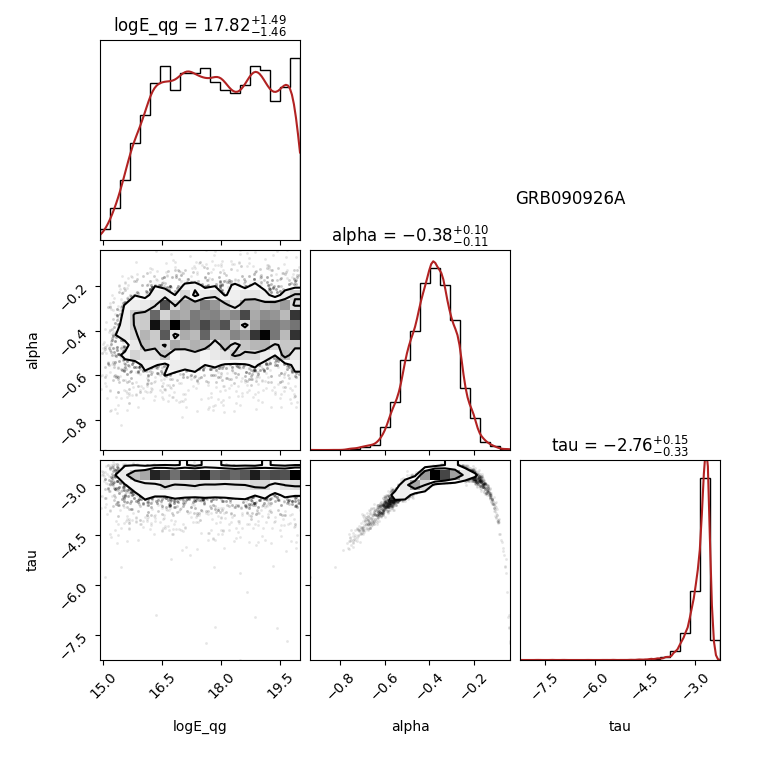 logE_qg = 17.82^{+1.49}_{−1.46}
GRB090926A
alpha = −0.38^{+0.10}_{−0.11}
alpha
−0.2
−0.4
−0.6
−0.8
tau = −2.76^{+0.15}_{−0.33}
tau
−3.0
−4.5
−6.0
−7.5
15.0 16.5 18.0 19.5
−0.8 −0.6 −0.4 −0.2
−7.5 −6.0 −4.5 −3.0
logE_qg alpha tau